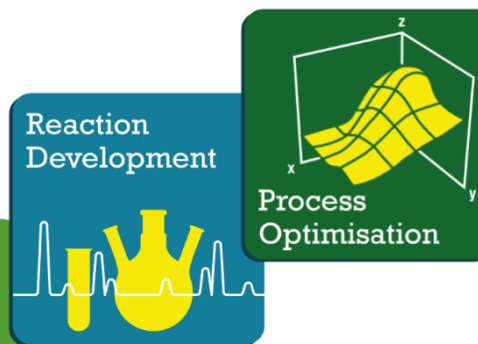 Reaction
Development
z
x
y
Process
Optimisation